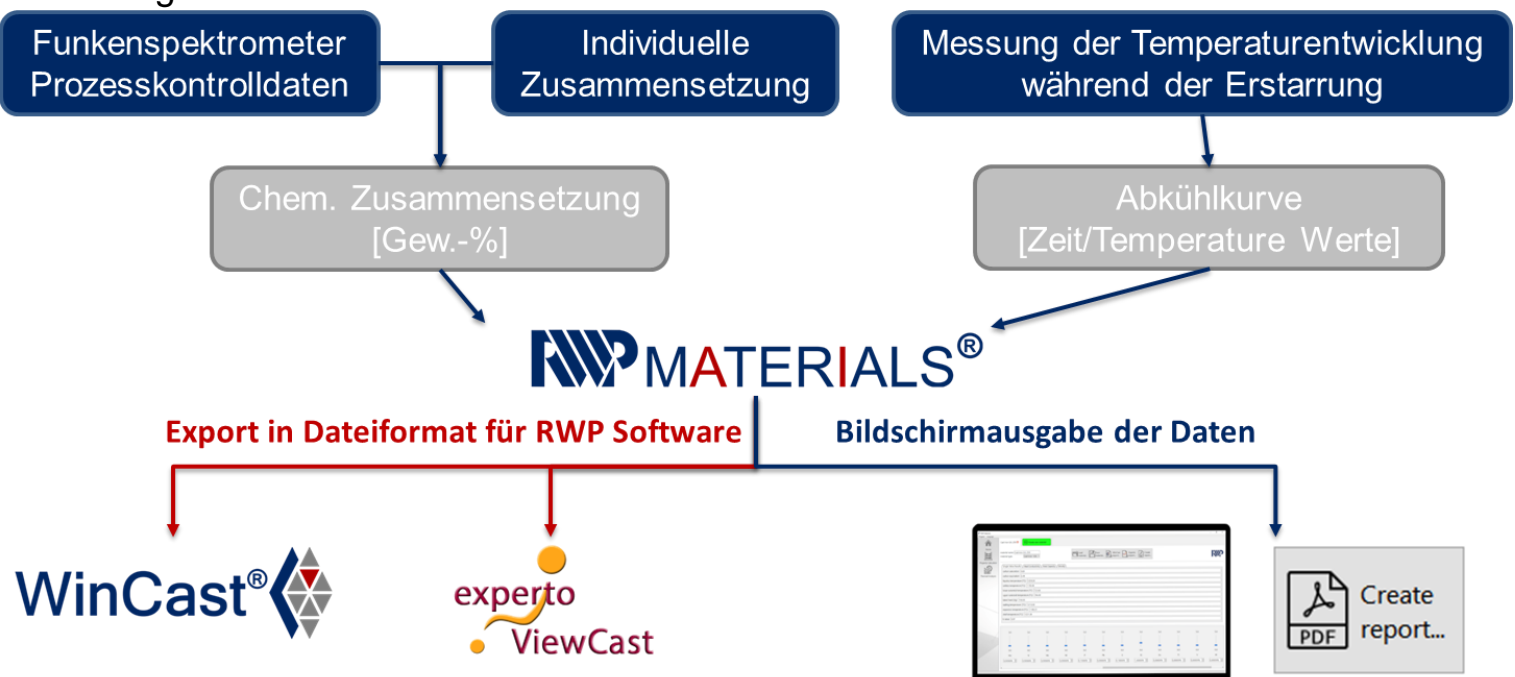 Funkenspektrometer
Prozesskontrolldaten
Individuelle
Zusammensetzung
Messung der Temperaturentwicklung
während der Erstarrung
Chem. Zusammensetzung
[Gew.-%]
Abkühlkurve
[Zeit/Temperature Werte]
RWP MATERIALS®
Export in Dateiformat für RWP Software
Bildschirmausgabe der Daten
WinCast®
experto
ViewCast
RWP
PDF
Create
report...